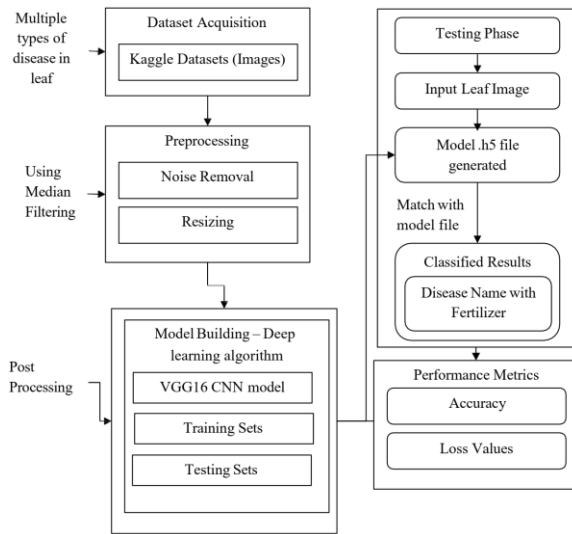 Multiple
types of
disease in
leaf
Dataset Acquisition
Kaggle Datasets (Images)
Using
Median
Filtering
Preprocessing
Noise Removal
Resizing
Post
Processing
Model Building – Deep
learning algorithm
VGG16 CNN model
Training Sets
Testing Sets
Testing Phase
Input Leaf Image
Model .h5 file
generated
Match with
model file
Classified Results
Disease Name with
Fertilizer
Performance Metrics
Accuracy
Loss Values